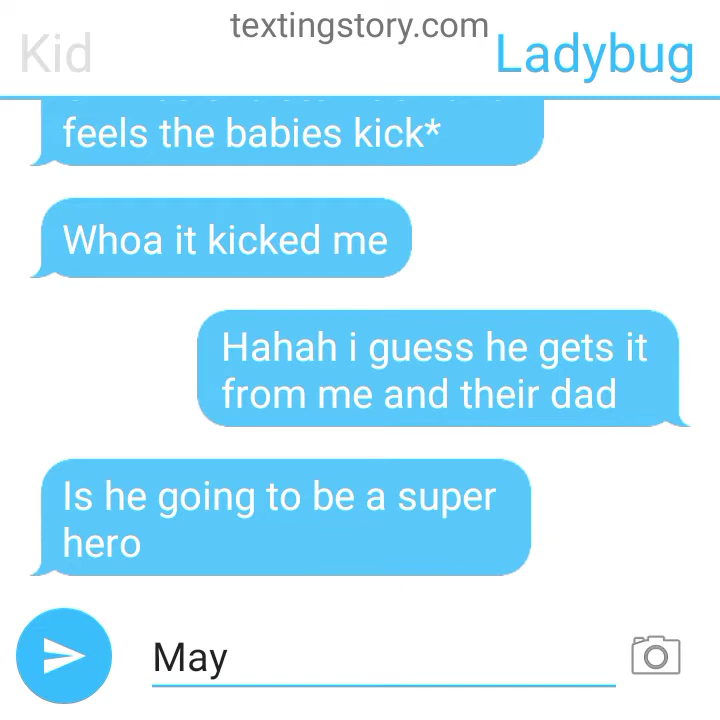 textingstory.com
Kid
Ladybug
feels the babies kick*
Whoa it kicked me
Hahah i guess he gets it
from me and their dad
Is he going to be a super
hero
May